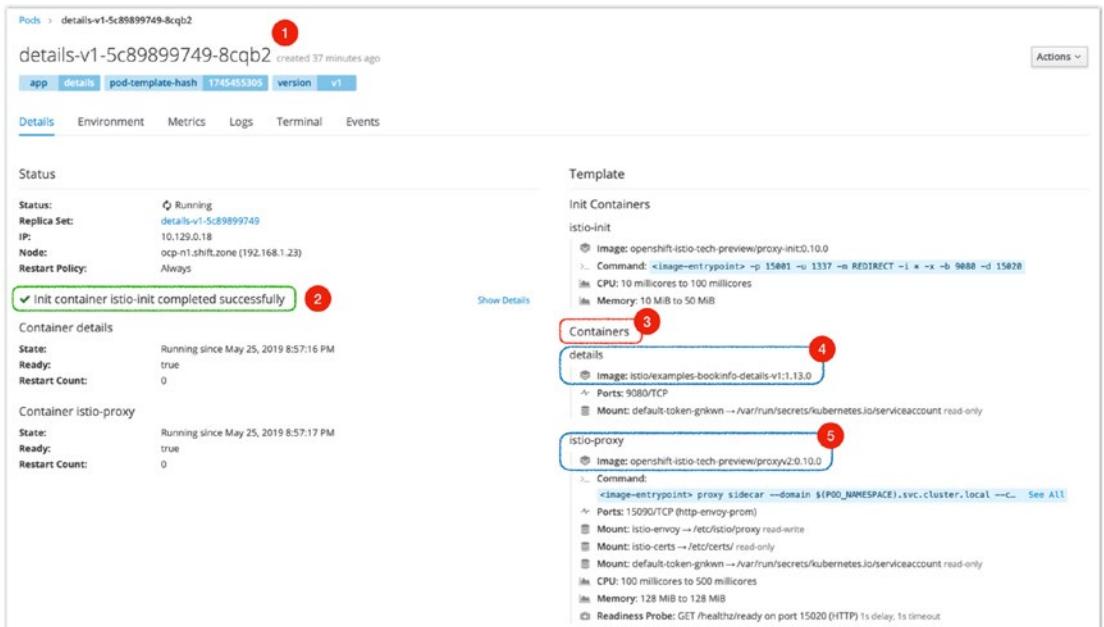 Pods > details-v1-5c89899749-8cqb2
1
details-v1-5c89899749-8cqb2 created 37 minutes ago
Actions
app details pod-template-hash 1745455305 version v1
Details Environment Metrics Logs Terminal Events
Status
Status: Running
Replica Set: details-v1-5c89899749
IP: 10.129.0.18
Node: ocp-n1.shift.zone (192.168.1.23)
Restart Policy: Always
✔ Init container istio-init completed successfully
2
Show Details
Container details
State: Running since May 25, 2019 8:57:16 PM
Ready: true
Restart Count: 0
Container istio-proxy
State: Running since May 25, 2019 8:57:17 PM
Ready: true
Restart Count: 0
Template
Init Containers
istio-init
Image: openshift-istio-tech-preview/proxy-init:0.10.0
Command: <image-entrypoint> -p 15001 -u 1337 -m REDIRECT -i * -x -b 9080 -d 15020
CPU: 10 millicores to 100 millicores
Memory: 10 MiB to 50 MiB
3
Containers
4
details
Image: istio/examples-bookinfo-details-v1:1.13.0
Ports: 9080/TCP
Mount: default-token-gnkwn → /var/run/secrets/kubernetes.io/serviceaccount read-only
5
istio-proxy
Image: openshift-istio-tech-preview/proxyv2:0.10.0
Command:
<image-entrypoint> proxy sidecar --domain $(POD_NAMESPACE).svc.cluster.local --c… See All
Ports: 15090/TCP (http-envoy-prom)
Mount: istio-envoy → /etc/istio/proxy read-write
Mount: istio-certs → /etc/certs/ read-only
Mount: default-token-gnkwn → /var/run/secrets/kubernetes.io/serviceaccount read-only
CPU: 100 millicores to 500 millicores
Memory: 128 MiB to 128 MiB
Readiness Probe: GET /healthz/ready on port 15020 (HTTP) 1s delay, 1s timeout